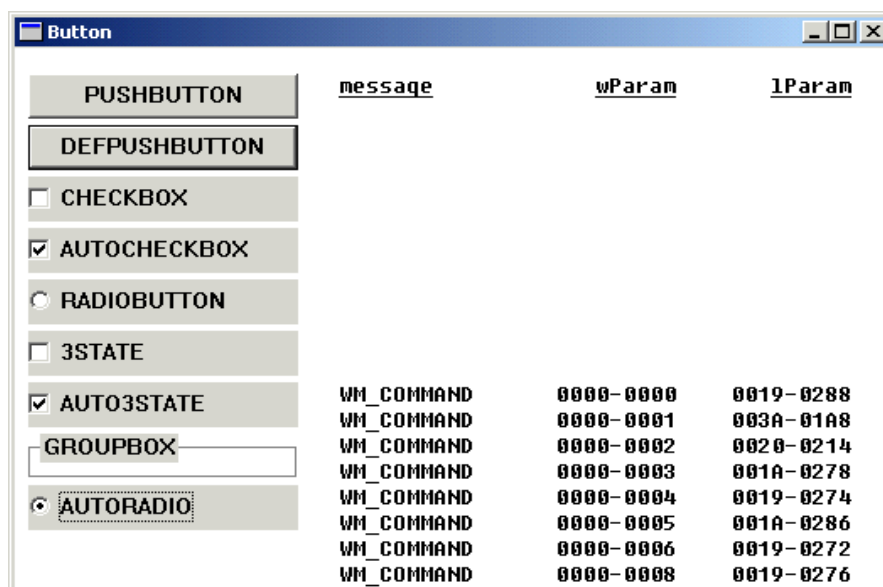 Button
PUSHBUTTON
DEFPUSHBUTTON
CHECKBOX
AUTOCHECKBOX
RADIOBUTTON
3STATE
AUTO3STATE
GROUPBOX
AUTORADIO
message wParam lParam
WM_COMMAND 0000-0000 0019-0288
WM_COMMAND 0000-0001 003A-01A8
WM_COMMAND 0000-0002 0020-0214
WM_COMMAND 0000-0003 001A-0278
WM_COMMAND 0000-0004 0019-0274
WM_COMMAND 0000-0005 001A-0286
WM_COMMAND 0000-0006 0019-0272
WM_COMMAND 0000-0008 0019-0276